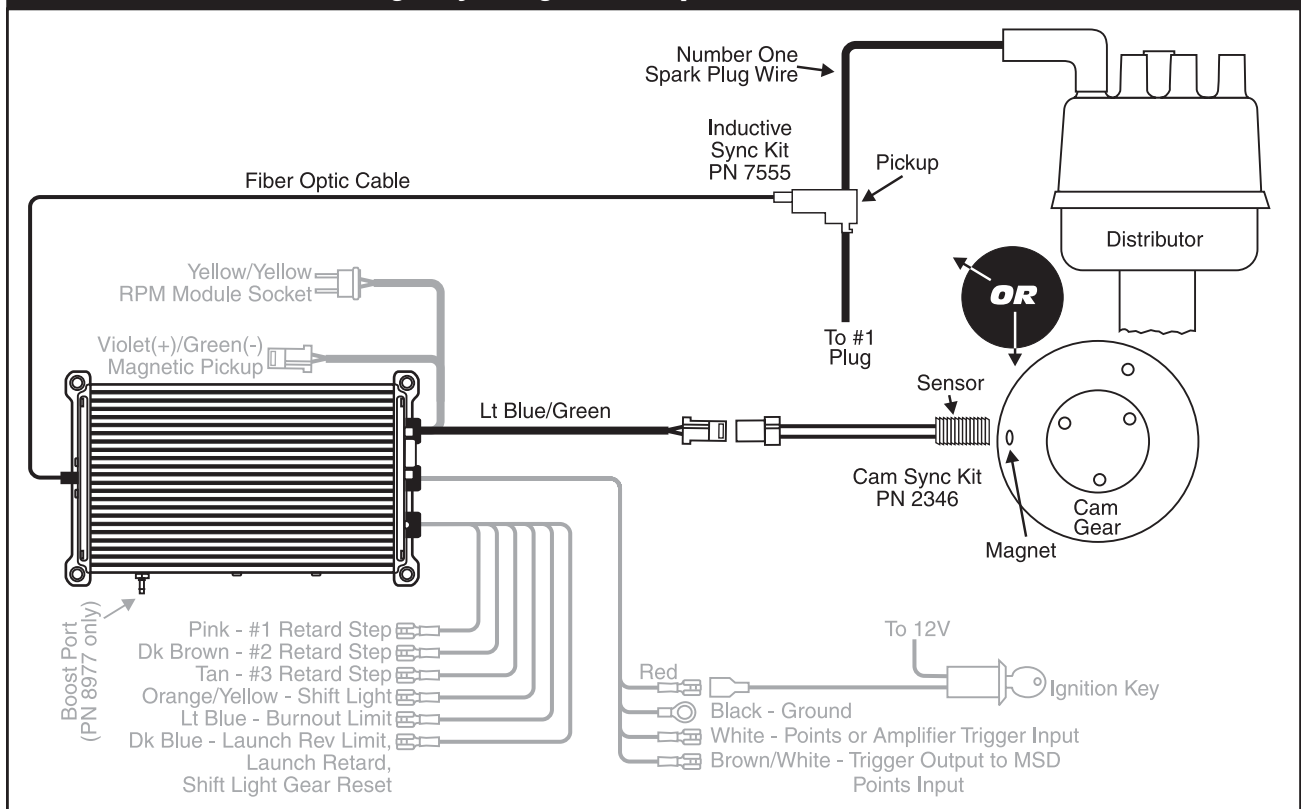 Number One
Spark Plug Wire
Inductive
Sync Kit
PN 7555
Pickup
Fiber Optic Cable
Distributor
Yellow/Yellow
RPM Module Socket
OR
To #1
Plug
Violet(+)/Green(-)
Magnetic Pickup
Sensor
Lt Blue/Green
Cam Sync Kit
PN 2346
Cam
Gear
Magnet
Boost Port
(PN 8977 only)
Pink - #1 Retard Step
Dk Brown - #2 Retard Step
Tan - #3 Retard Step
Orange/Yellow - Shift Light
Lt Blue - Burnout Limit
Dk Blue - Launch Rev Limit,
Launch Retard,
Shift Light Gear Reset
To 12V
Red
Ignition Key
Black - Ground
White - Points or Amplifier Trigger Input
Brown/White - Trigger Output to MSD
Points Input